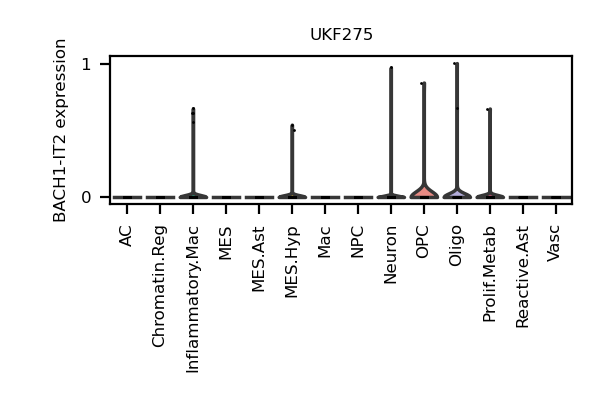 UKF275
BACH1-IT2 expression
1
0
AC
Chromatin.Reg
Inflammatory.Mac
MES
MES.Ast
MES.Hyp
Mac
NPC
Neuron
OPC
Oligo
Prolif.Metab
Reactive.Ast
Vasc